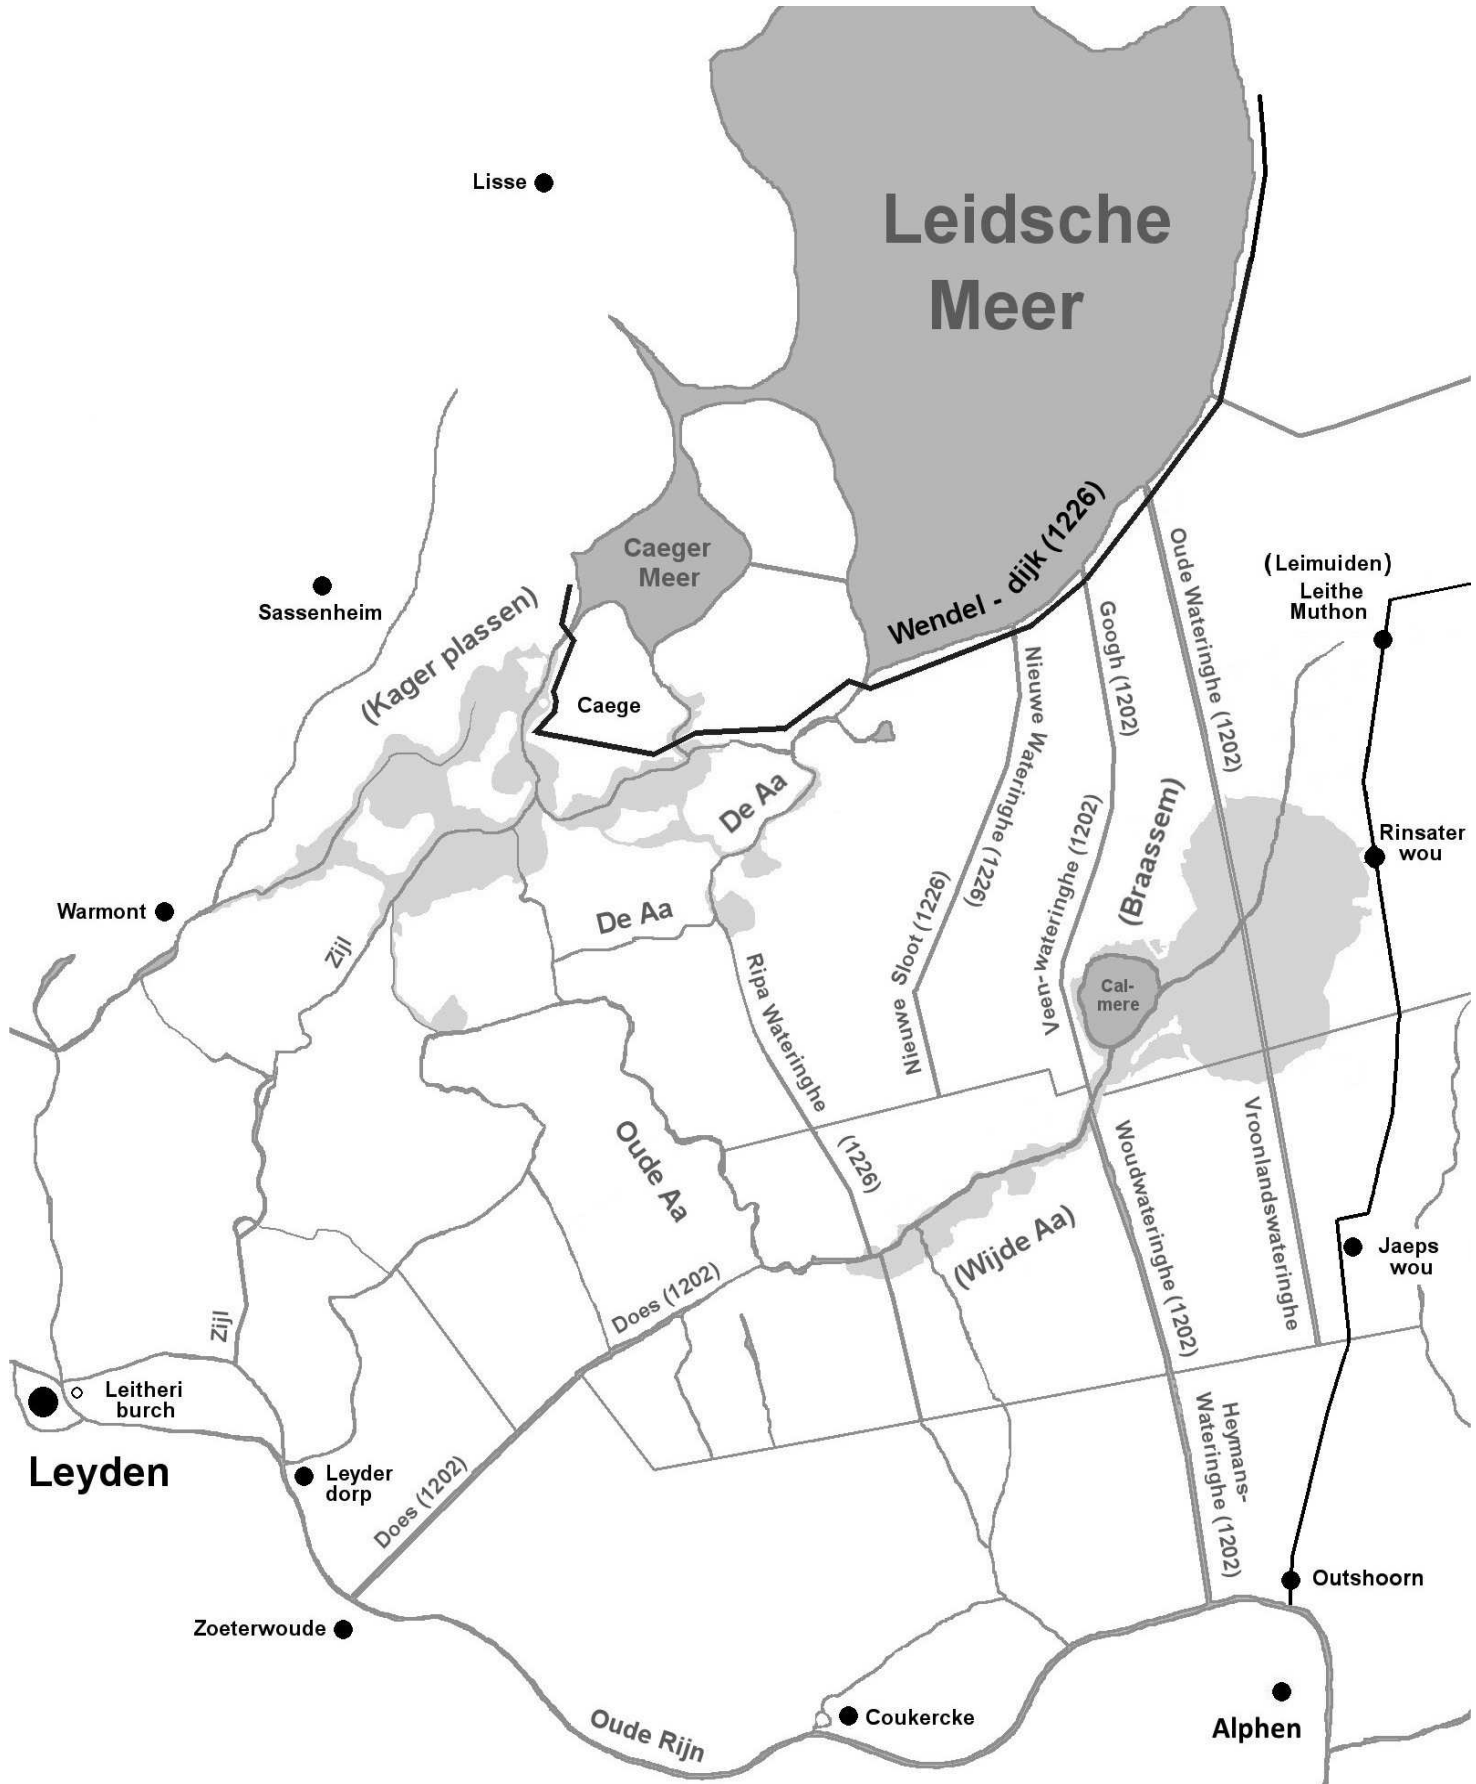 Lisse
Leidsche
Meer
Caeger
Meer
Wendel - dijk (1226)
Oude Wateringhe (1202)
(Leimuiden)
Leithe
Muthon
Sassenheim
(Kager plassen)
Caege
Googh (1202)
Nieuwe Wateringhe (1226)
De Aa
Veen-wateringhe (1202)
(Braassem)
Rinsater
wou
Warmont
Zijl
De Aa
Nieuwe Sloot (1226)
Ripa Wateringhe (1226)
Cal-
mere
Oude Aa
Woudwateringhe (1202)
Vroonlandswateringhe
(Wijde Aa)
Jaeps
wou
Does (1202)
Zijl
Leitheri
burch
Leyden
Leyder
dorp
Does (1202)
Heymans-
Wateringhe (1202)
Outshoorn
Zoeterwoude
Oude Rijn
Coukercke
Alphen